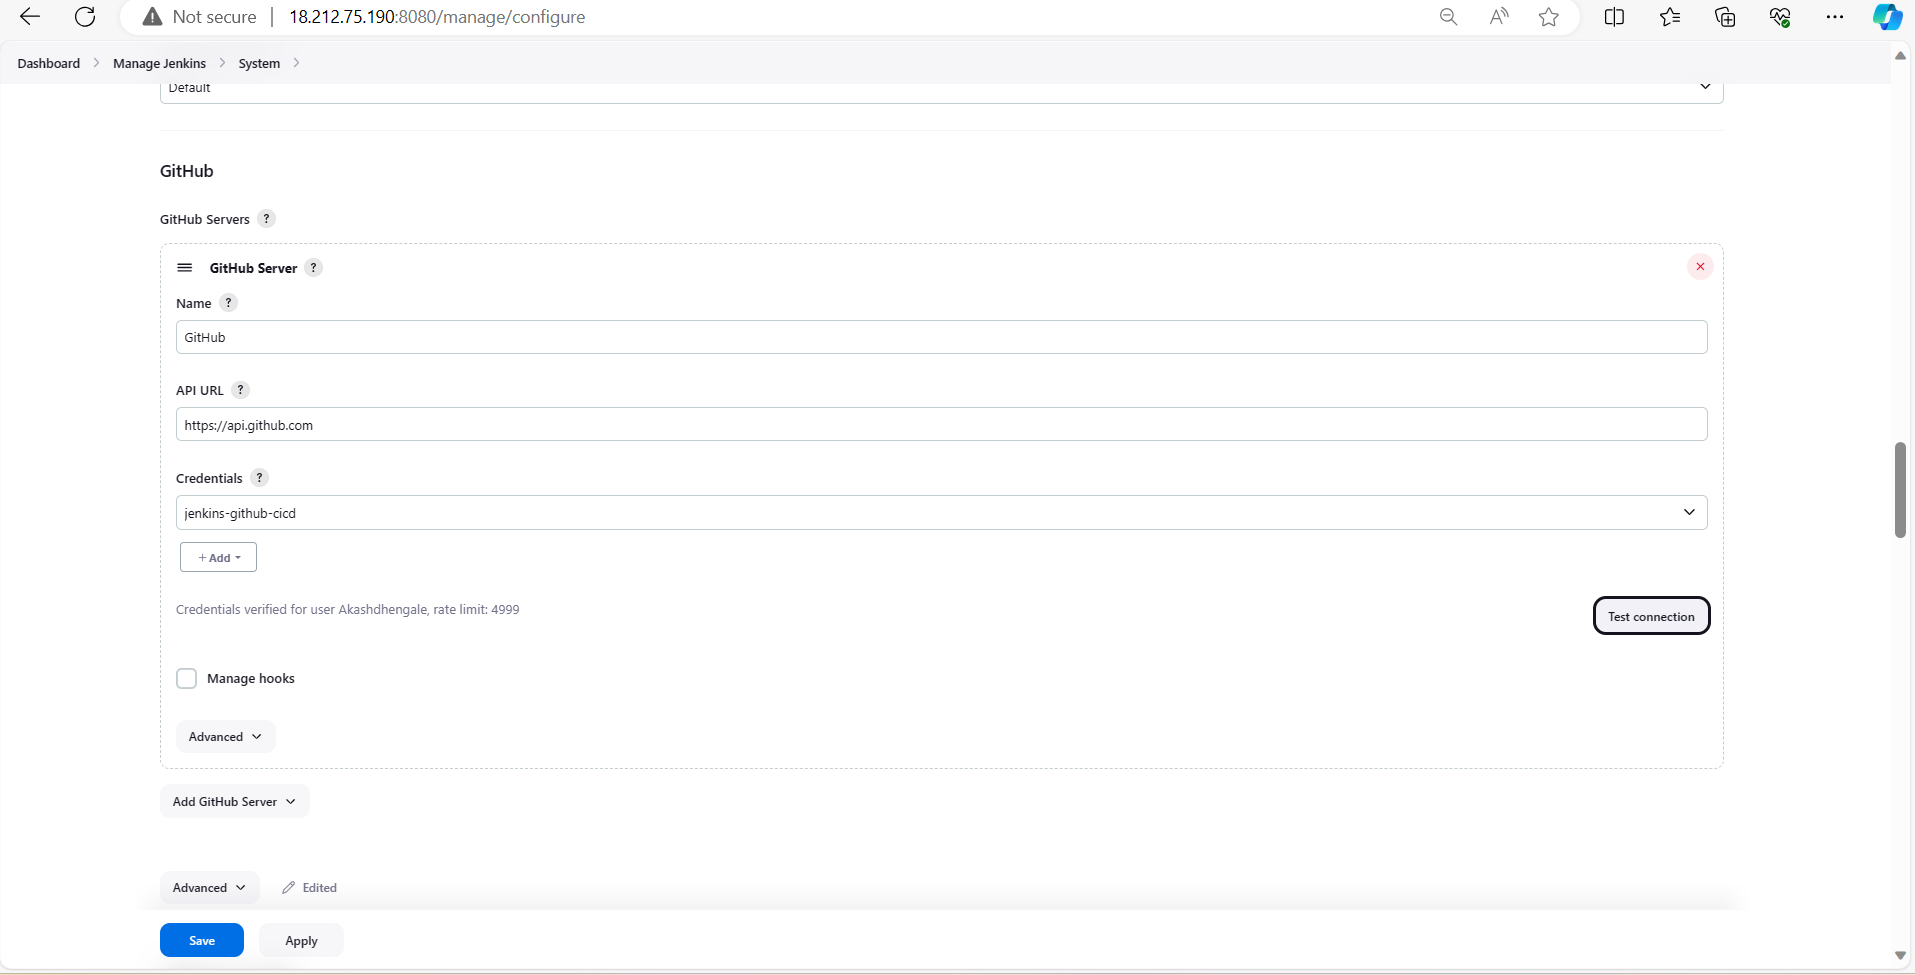 Not secure | 18.212.75.190:8080/manage/configure
Dashboard > Manage Jenkins > System >
Default
GitHub
GitHub Servers ?
GitHub Server ?
Name ?
GitHub
API URL ?
https://api.github.com
Credentials ?
jenkins-github-cicd
+ Add
Credentials verified for user Akashdhengale, rate limit: 4999
Test connection
Manage hooks
Advanced
Add GitHub Server
Advanced Edited
Save Apply